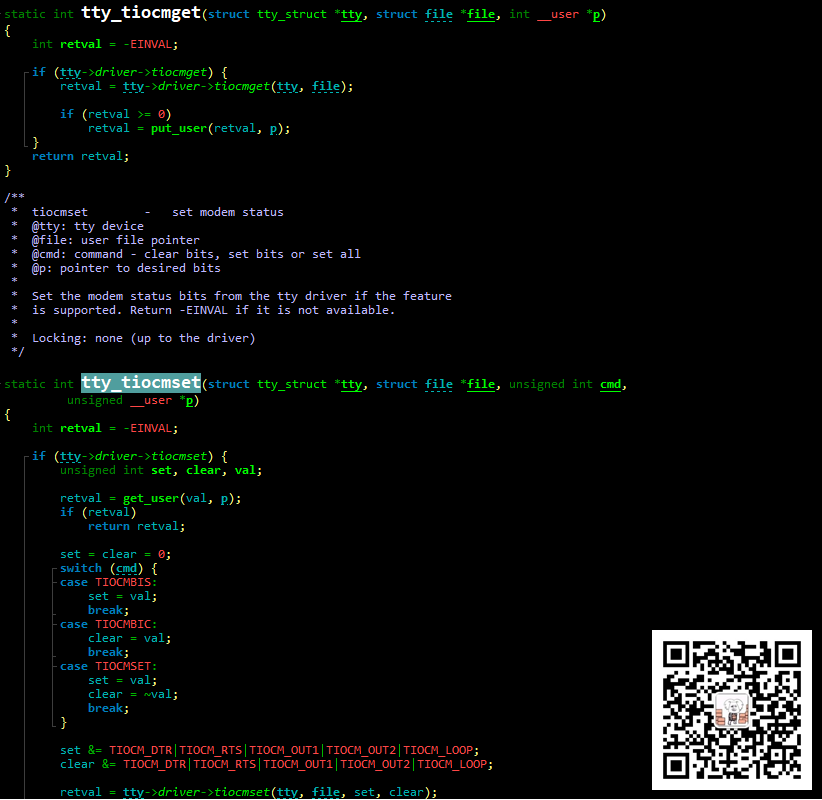 static int tty_tiocmget(struct tty_struct *tty, struct file *file, int __user *p)
{
    int retval = -EINVAL;
    if (tty->driver->tiocmget) {
        retval = tty->driver->tiocmget(tty, file);
        if (retval >= 0)
            retval = put_user(retval, p);
    }
    return retval;
}
/**
 *  tiocmset        -   set modem status
 *  @tty: tty device
 *  @file: user file pointer
 *  @cmd: command - clear bits, set bits or set all
 *  @p: pointer to desired bits
 *
 *  Set the modem status bits from the tty driver if the feature
 *  is supported. Return -EINVAL if it is not available.
 *
 *  Locking: none (up to the driver)
 */
static int tty_tiocmset(struct tty_struct *tty, struct file *file, unsigned int cmd,
         unsigned __user *p)
{
    int retval = -EINVAL;
    if (tty->driver->tiocmset) {
        unsigned int set, clear, val;
        retval = get_user(val, p);
        if (retval)
            return retval;
        set = clear = 0;
        switch (cmd) {
        case TIOCMBIS:
            set = val;
            break;
        case TIOCMBIC:
            clear = val;
            break;
        case TIOCMSET:
            set = val;
            clear = ~val;
            break;
        }
        set &= TIOCM_DTR|TIOCM_RTS|TIOCM_OUT1|TIOCM_OUT2|TIOCM_LOOP;
        clear &= TIOCM_DTR|TIOCM_RTS|TIOCM_OUT1|TIOCM_OUT2|TIOCM_LOOP;
        retval = tty->driver->tiocmset(tty, file, set, clear);